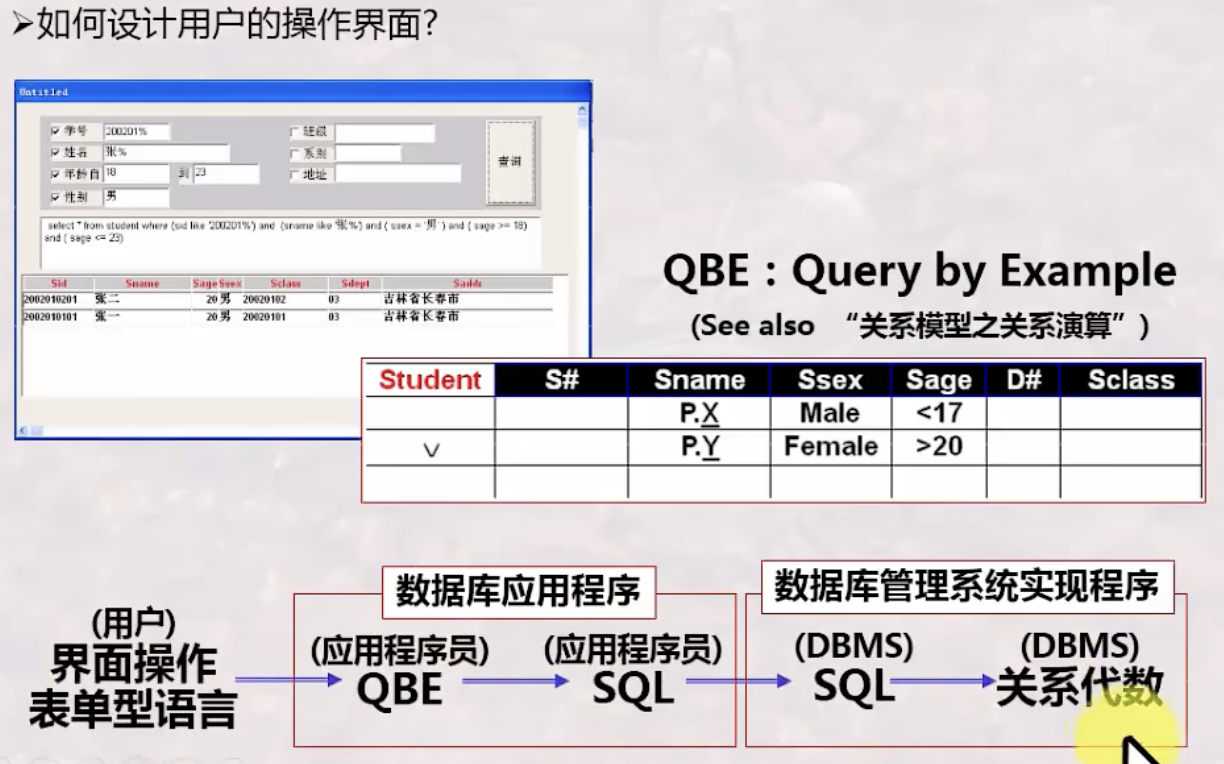 ➢如何设计用户的操作界面?
Untitled
学号 200201% 班级
姓名 张% 系别
年龄自 18 到 23 地址
性别 男
查询
select * from student where (sid like '200201%') and (sname like '张%') and ( ssex = '男' ) and ( sage >= 18)
and ( sage <= 23)
Sid Sname Sage Ssex Sclass Sdept Saddr
2002010201 张二 20 男 20020102 03 吉林省长春市
2002010101 张一 20 男 20020101 03 吉林省长春市
QBE：Query by Example
(See also “关系模型之关系演算”)
Student S# Sname Ssex Sage D# Sclass
P.X Male <17
∨ P.Y Female >20
数据库应用程序 数据库管理系统实现程序
(用户) (应用程序员) (应用程序员) (DBMS) (DBMS)
界面操作 QBE SQL SQL 关系代数
表单型语言